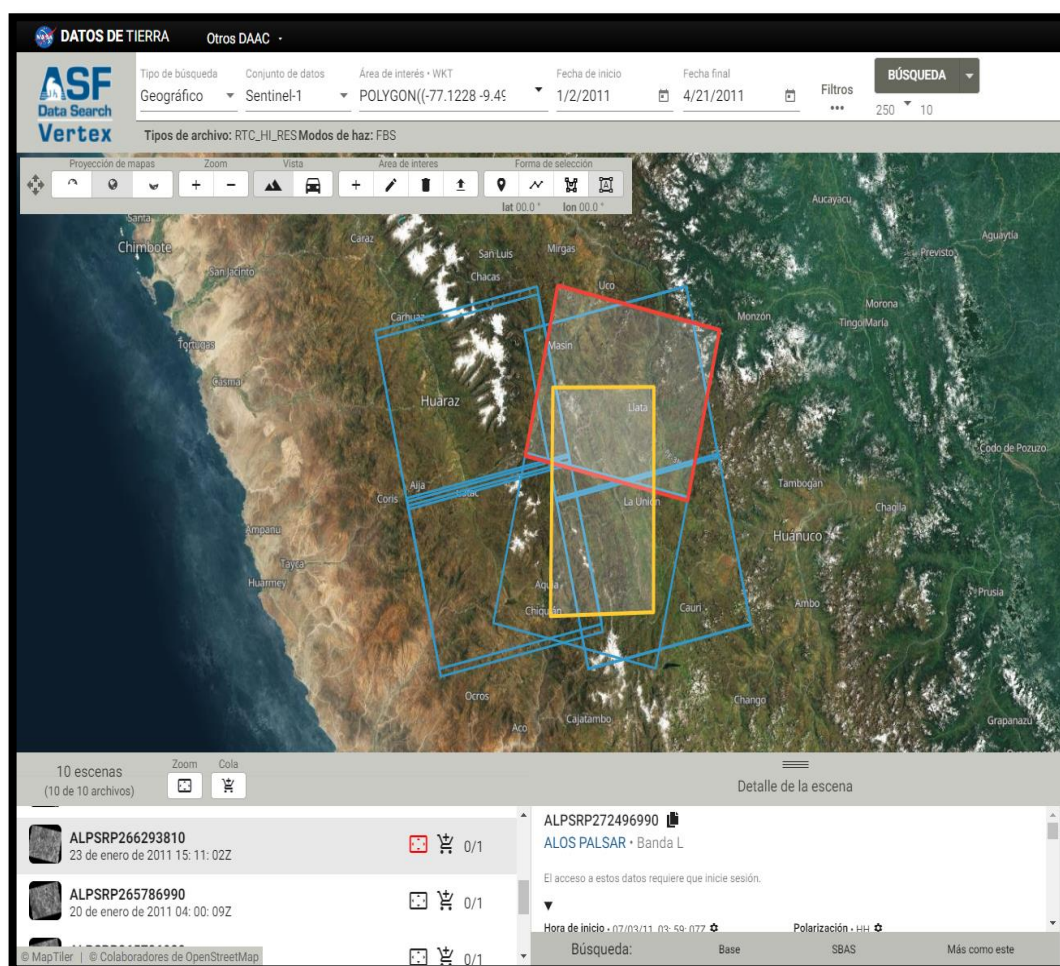 DATOS DE TIERRA Otros DAAC
ASF
Data Search
Vertex
Tipo de búsqueda Conjunto de datos Área de interés • WKT Fecha de inicio Fecha final
Geográfico Sentinel-1 POLYGON((-77.1228 -9.49 1/2/2011 4/21/2011 Filtros ••• BÚSQUEDA
250 10
Tipos de archivo: RTC_HI_RES Modos de haz: FBS
Proyección de mapas Zoom Vista Area de interes Forma de selección
lat 00.0 ° lon 00.0 °
Aucayacu
Santa
Chimbote
Caraz
San Luis
Mirgas
Aguaytía
Previsto
San Jacinto
Chacas
Uco
Carhuaz
Monzón
Morona
Tingo María
Tortugas
Masin
Casma
Huaraz
Llata
Codo de Pozuzo
Aija
Coris
La Union
Tambogan
Chaglla
Ampanu
Huánuco
Tayca
Huarmey
Aquia
Chiquián
Cauri
Ambo
Prusia
Ocros
Chango
Aco
Cajatambo
Grapanazú
10 escenas
(10 de 10 archivos)
Zoom Cola
Detalle de la escena
ALPSRP266293810
23 de enero de 2011 15: 11: 02Z
0/1
ALPSRP265786990
20 de enero de 2011 04: 00: 09Z
0/1
0/1
© MapTiler | © Colaboradores de OpenStreetMap
ALPSRP272496990
ALOS PALSAR • Banda L
El acceso a estos datos requiere que inicie sesión.
Hora de inicio • 07/03/11, 03: 59: 07Z Polarización • HH
Búsqueda: Base SBAS Más como este